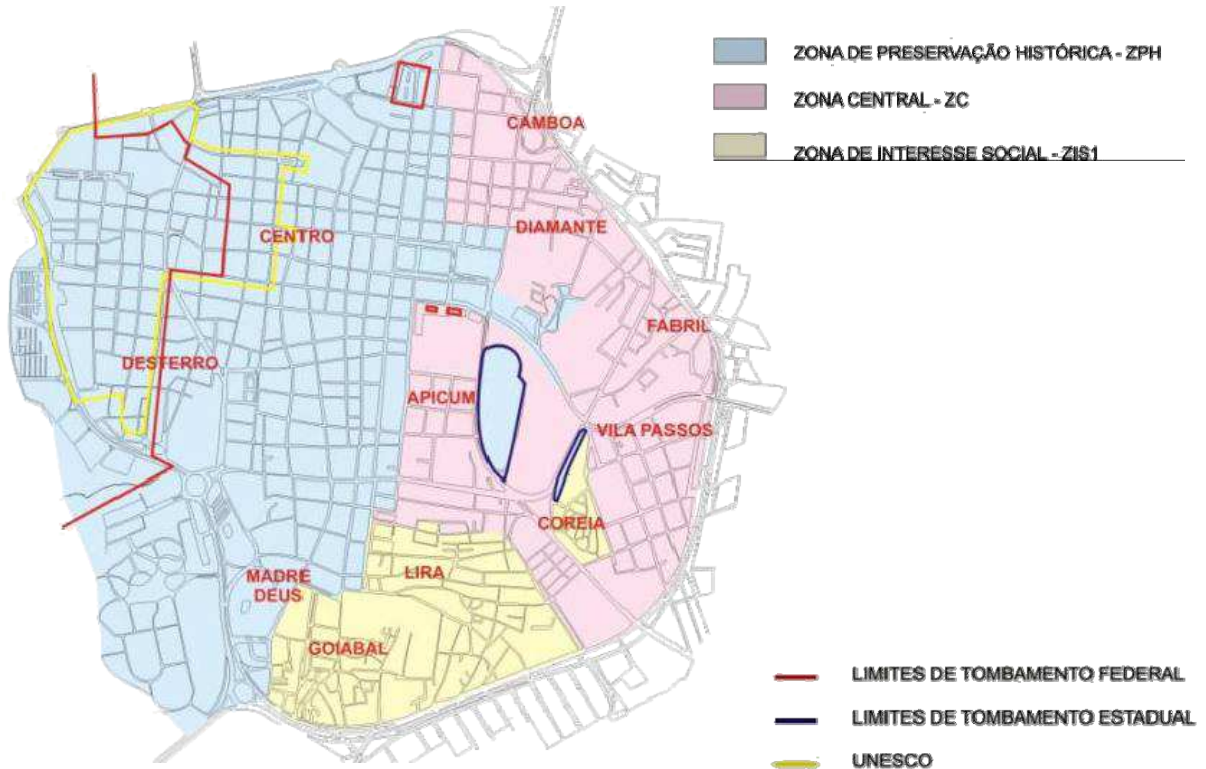 ZONA DE PRESERVAÇÃO HISTÓRICA - ZPH
ZONA CENTRAL - ZC
ZONA DE INTERESSE SOCIAL - ZIS1
CAMBOA
DIAMANTE
CENTRO
FABRIL
DESTERRO
APICUM
VILA PASSOS
COREIA
LIRA
MADRE
DEUS
GOIABAL
LIMITES DE TOMBAMENTO FEDERAL
LIMITES DE TOMBAMENTO ESTADUAL
UNESCO